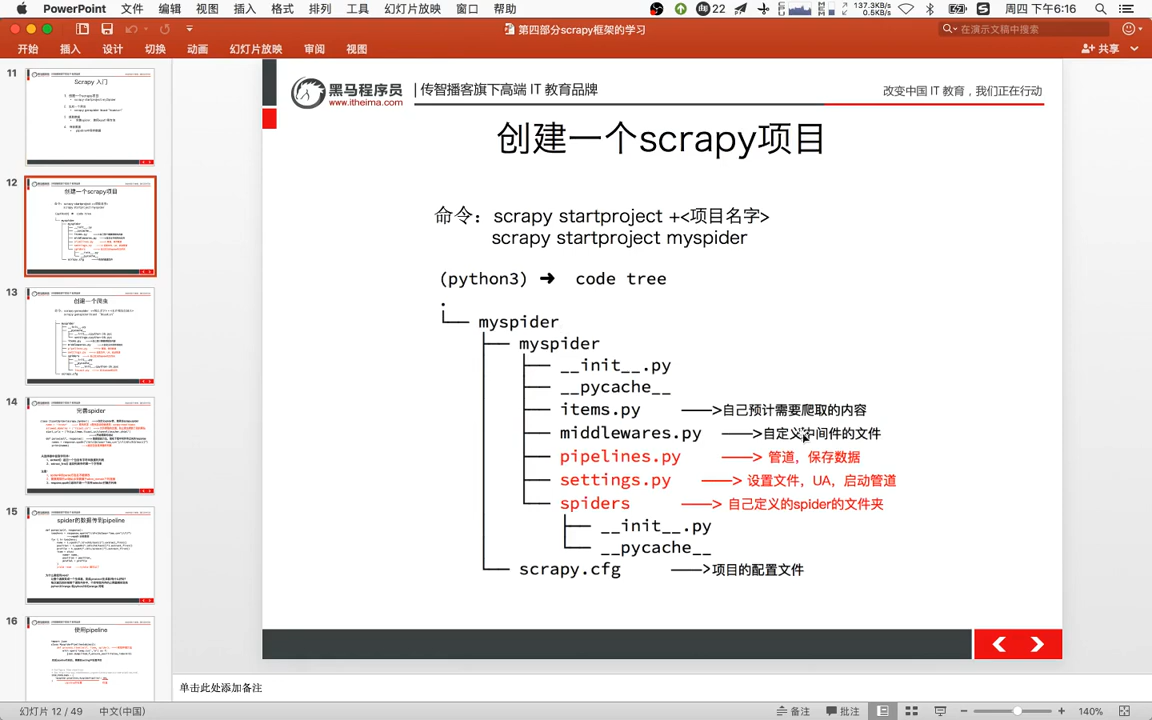 PowerPoint 文件 编辑 视图 插入 格式 排列 工具 幻灯片放映 窗口 帮助 22 137.3KB/s 0.5KB/s 周四 下午6:16
第四部分scrapy框架的学习
在演示文稿中搜索
开始 插入 设计 切换 动画 幻灯片放映 审阅 视图 共享
11
Scrapy 入门
12
创建一个scrapy项目
13
创建一个爬虫
14
完善spider
15
spider的数据传到pipeline
16
使用pipeline
黑马程序员
www.itheima.com
传智播客旗下高端 IT 教育品牌
改变中国 IT 教育，我们正在行动
创建一个scrapy项目
命令：scrapy startproject +<项目名字>
scrapy startproject myspider
(python3) ➜ code tree
.
└── myspider
├── myspider
├── __init__.py
├── __pycache__
├── items.py ——>自己预计需要爬取的内容
├── middlewares.py ——>自定义中间件的文件
├── pipelines.py ——> 管道，保存数据
├── settings.py ——> 设置文件，UA，启动管道
└── spiders ——> 自己定义的spider的文件夹
├── __init__.py
└── __pycache__
└── scrapy.cfg ——>项目的配置文件
单击此处添加备注
幻灯片 12 / 49 中文(中国) 备注 批注 140%